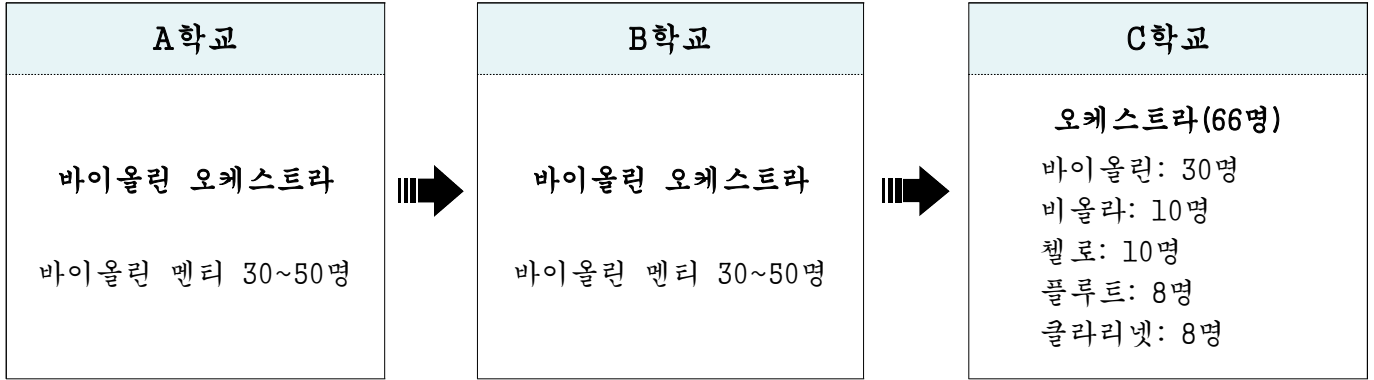 A학교
바이올린 오케스트라
바이올린 멘티 30~50명
B학교
바이올린 오케스트라
바이올린 멘티 30~50명
C학교
오케스트라(66명)
바이올린: 30명
비올라: 10명
첼로: 10명
플루트: 8명
클라리넷: 8명